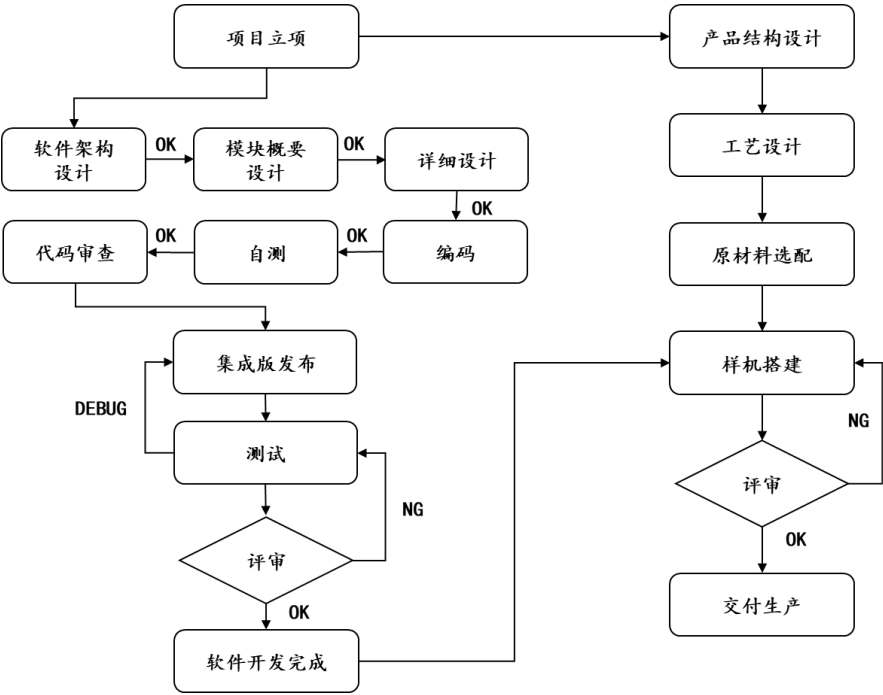 项目立项
产品结构设计
软件架构
设计
OK
模块概要
设计
OK
详细设计
工艺设计
OK
代码审查
OK
自测
OK
编码
原材料选配
集成版发布
样机搭建
DEBUG
NG
测试
评审
NG
OK
评审
OK
交付生产
软件开发完成